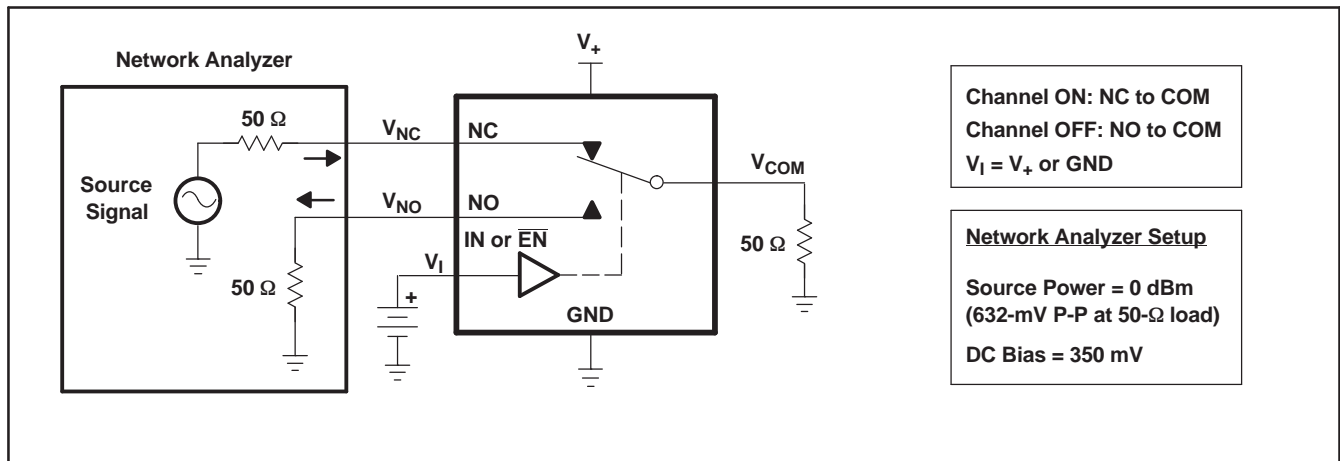 V+
Network Analyzer
50 Ω
VNC
NC
Source
Signal
VNO
NO
IN or E̅N̅
50 Ω
VI
+
GND
VCOM
50 Ω
Channel ON: NC to COM
Channel OFF: NO to COM
VI = V+ or GND
Network Analyzer Setup
Source Power = 0 dBm
(632-mV P-P at 50-Ω load)
DC Bias = 350 mV